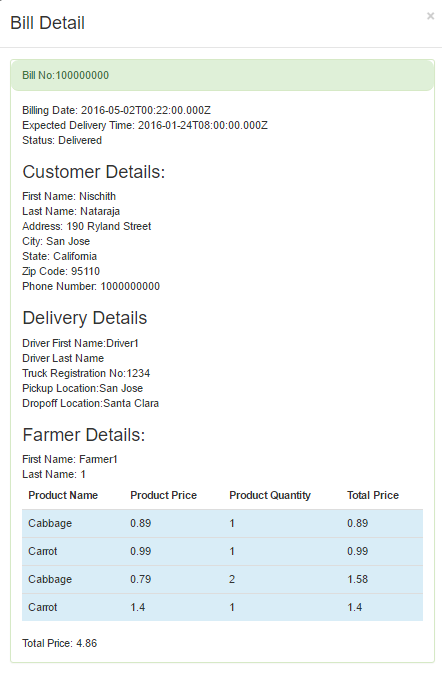 Bill Detail
×
Bill No:100000000
Billing Date: 2016-05-02T00:22:00.000Z
Expected Delivery Time: 2016-01-24T08:00:00.000Z
Status: Delivered
Customer Details:
First Name: Nischith
Last Name: Nataraja
Address: 190 Ryland Street
City: San Jose
State: California
Zip Code: 95110
Phone Number: 1000000000
Delivery Details
Driver First Name:Driver1
Driver Last Name
Truck Registration No:1234
Pickup Location:San Jose
Dropoff Location:Santa Clara
Farmer Details:
First Name: Farmer1
Last Name: 1
Product Name Product Price Product Quantity Total Price
Cabbage 0.89 1 0.89
Carrot 0.99 1 0.99
Cabbage 0.79 2 1.58
Carrot 1.4 1 1.4
Total Price: 4.86